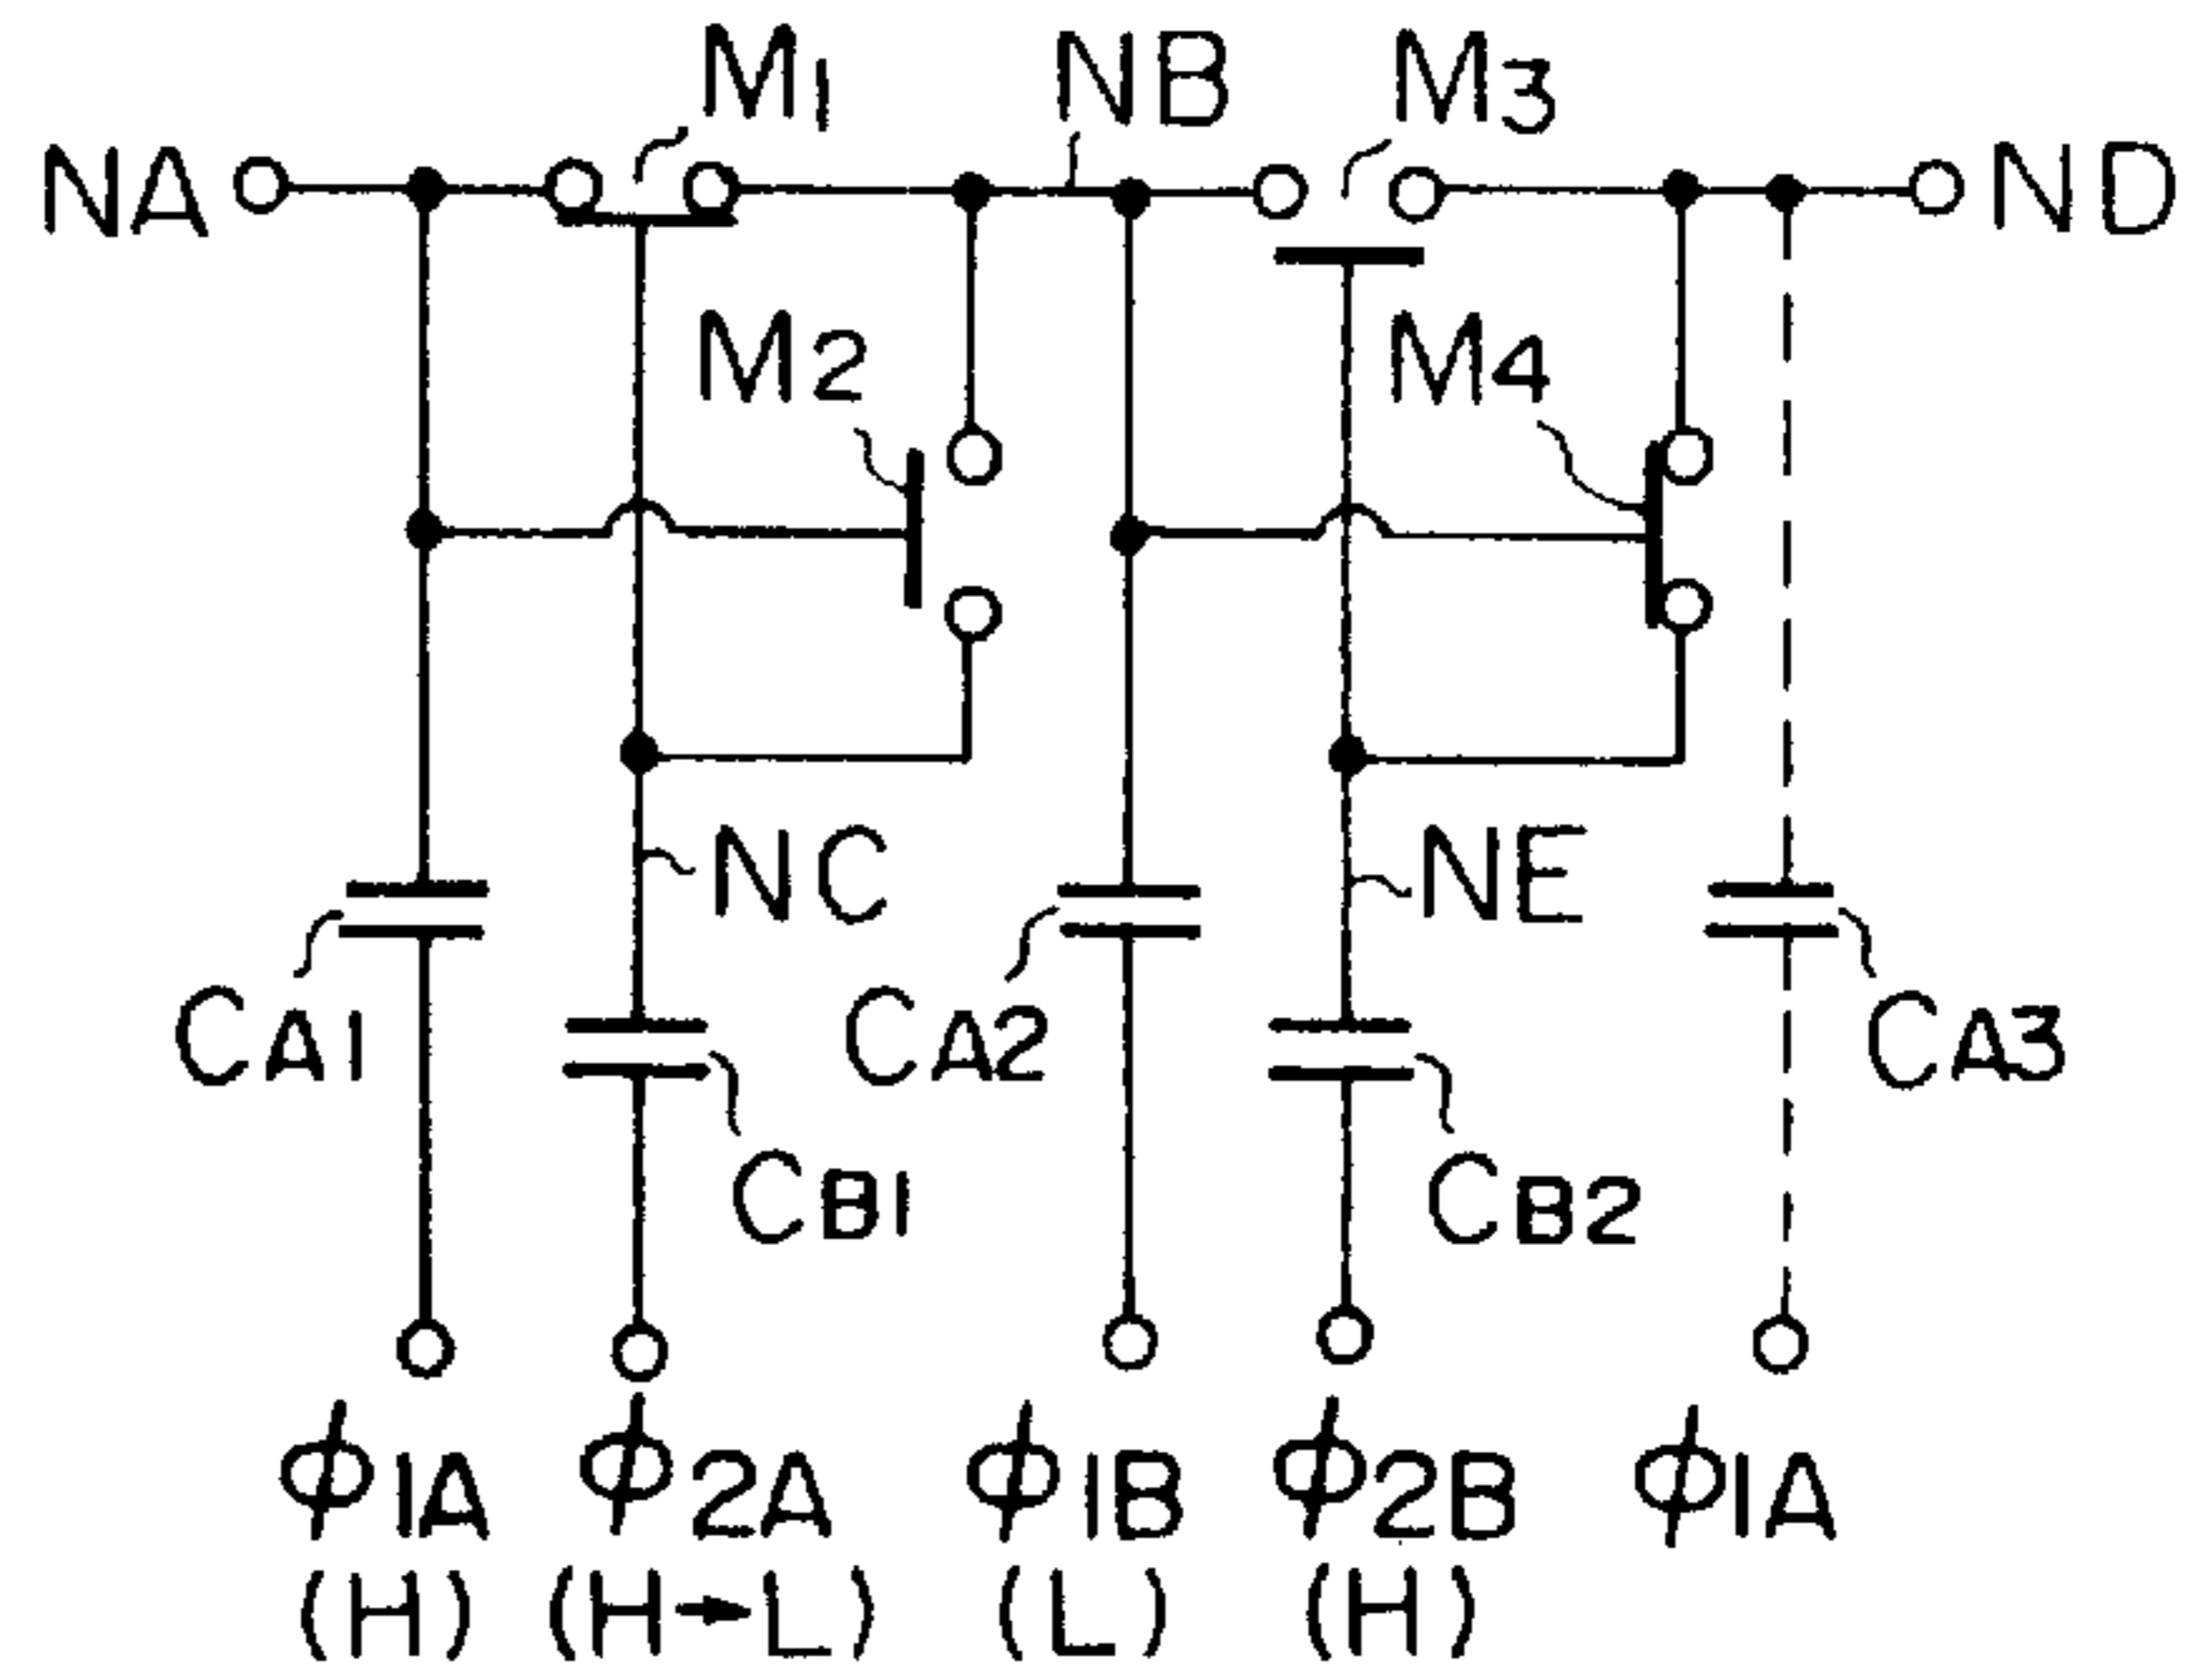 M1 NB M3
NA ND
M2 M4
NC NE
CA1 CA2 CA3
CB1 CB2
ϕ1A ϕ2A ϕ1B ϕ2B ϕ1A
(H) (H→L) (L) (H)